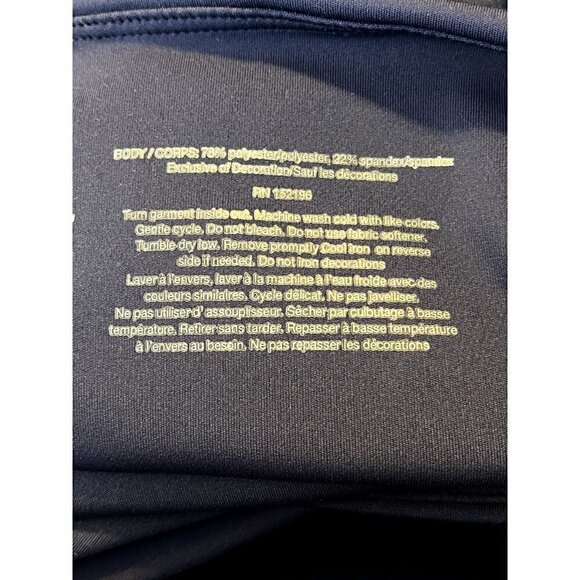 BODY / CORPS: 78% polyester/polyester, 22% spandex/spandex
Exclusive of Decoration/Sauf les décorations
RN 152196
Turn garment inside out. Machine wash cold with like colors.
Gentle cycle. Do not bleach. Do not use fabric softener.
Tumble dry low. Remove promptly Cool iron on reverse
side if needed. Do not iron decorations
Laver à l'envers, laver à la machine à l'eau froide avec des
couleurs similaires. Cycle délicat. Ne pas javelliser.
Ne pas utiliser d' assouplisseur. Sécher par culbutage à basse
température. Retirer sans tarder. Repasser à basse température
à l'envers au besoin. Ne pas repasser les décorations